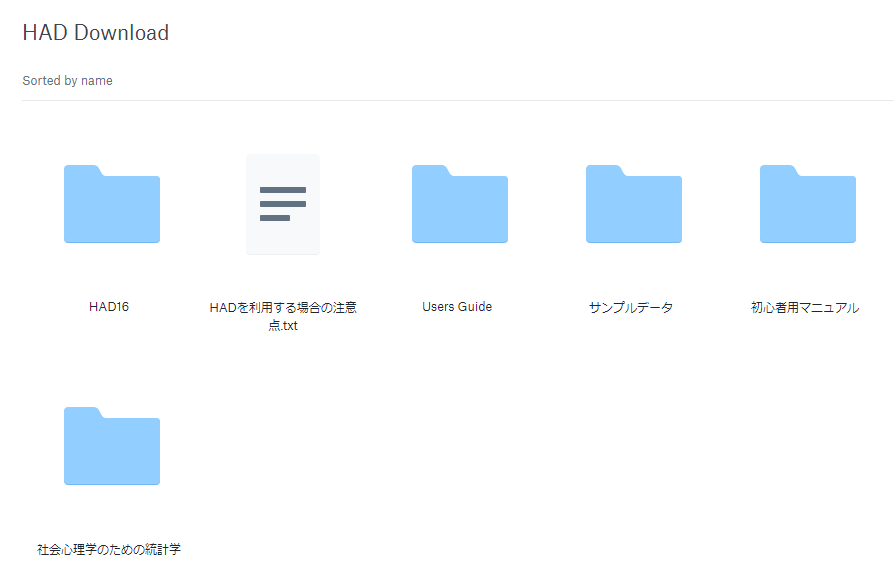 HAD Download
Sorted by name
HAD16
HADを利用する場合の注意
点.txt
Users Guide
サンプルデータ
初心者用マニュアル
社会心理学のための統計学